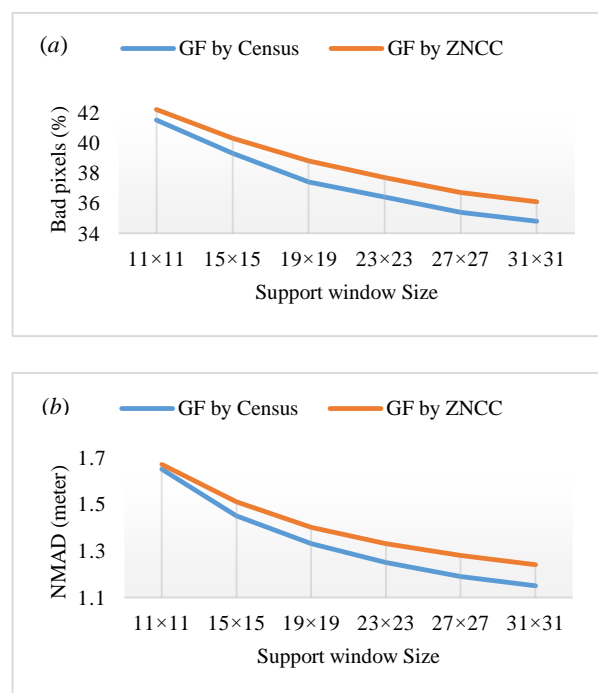 (a) GF by Census GF by ZNCC
Bad pixels (%)
42
40
38
36
34
11×11 15×15 19×19 23×23 27×27 31×31
Support window Size
(b) GF by Census GF by ZNCC
NMAD (meter)
1.7
1.5
1.3
1.1
11×11 15×15 19×19 23×23 27×27 31×31
Support window Size